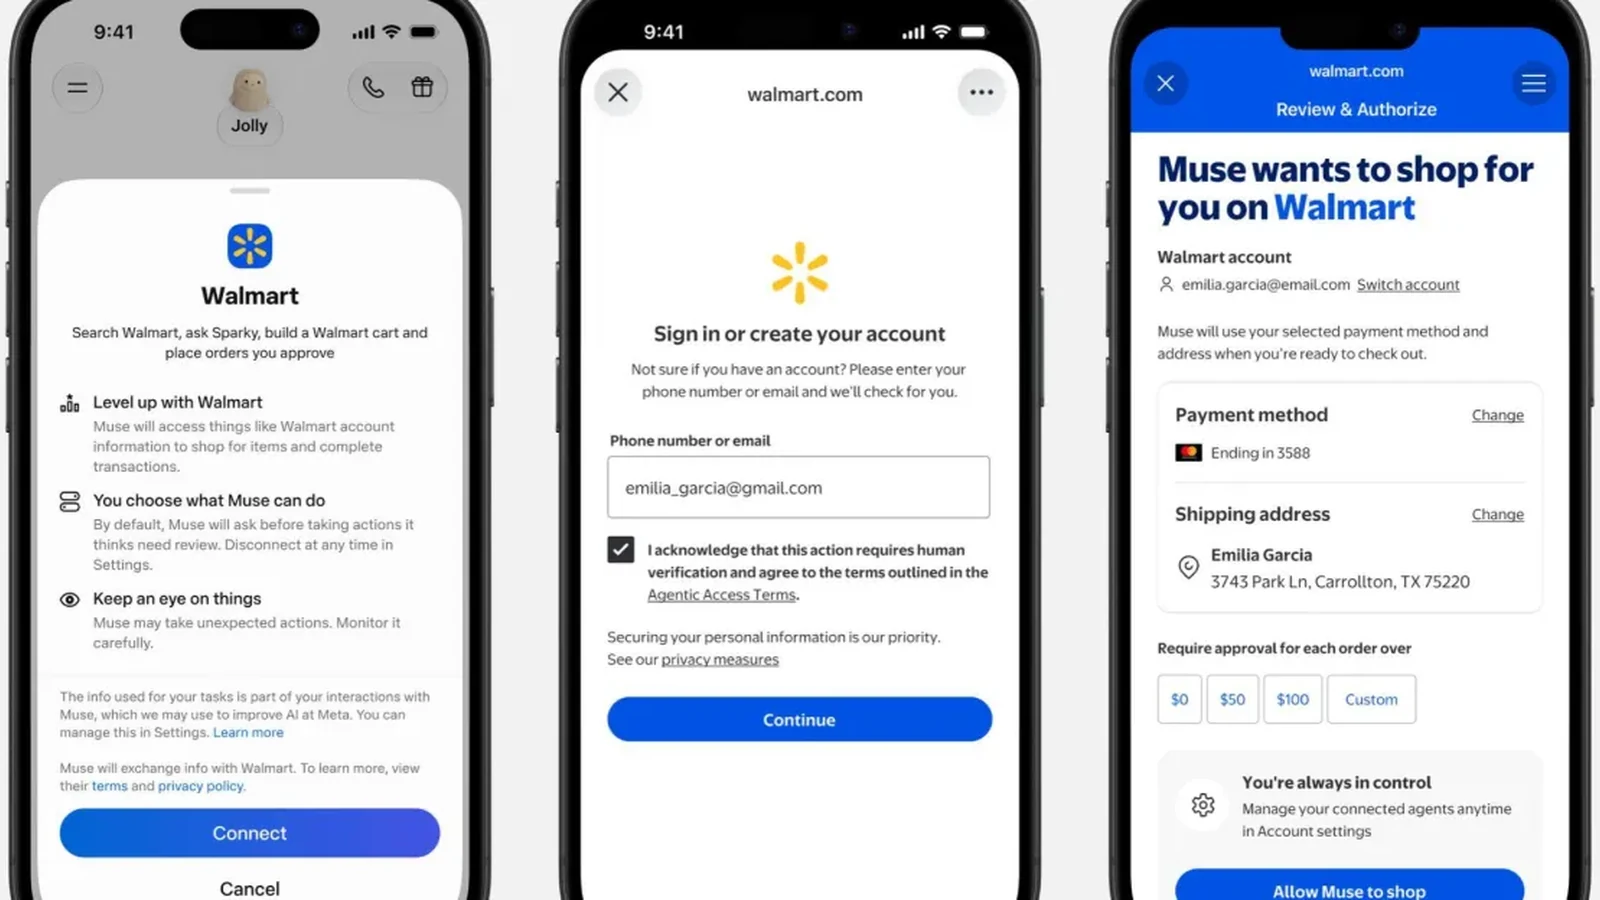 9:41
Jolly
Walmart
Search Walmart, ask Sparky, build a Walmart cart and
place orders you approve
Level up with Walmart
Muse will access things like Walmart account
information to shop for items and complete
transactions.
You choose what Muse can do
By default, Muse will ask before taking actions it
thinks need review. Disconnect at any time in
Settings.
Keep an eye on things
Muse may take unexpected actions. Monitor it
carefully.
The info used for your tasks is part of your interactions with
Muse, which we may use to improve AI at Meta. You can
manage this in Settings. Learn more
Muse will exchange info with Walmart. To learn more, view
their terms and privacy policy.
Connect
Cancel
9:41
walmart.com
Sign in or create your account
Not sure if you have an account? Please enter your
phone number or email and we'll check for you.
Phone number or email
emilia_garcia@gmail.com
I acknowledge that this action requires human
verification and agree to the terms outlined in the
Agentic Access Terms.
Securing your personal information is our priority.
See our privacy measures
Continue
walmart.com
Review & Authorize
Muse wants to shop for
you on Walmart
Walmart account
emilia.garcia@email.com Switch account
Muse will use your selected payment method and
address when you're ready to check out.
Payment method Change
Ending in 3588
Shipping address Change
Emilia Garcia
3743 Park Ln, Carrollton, TX 75220
Require approval for each order over
$0 $50 $100 Custom
You're always in control
Manage your connected agents anytime
in Account settings
Allow Muse to shop